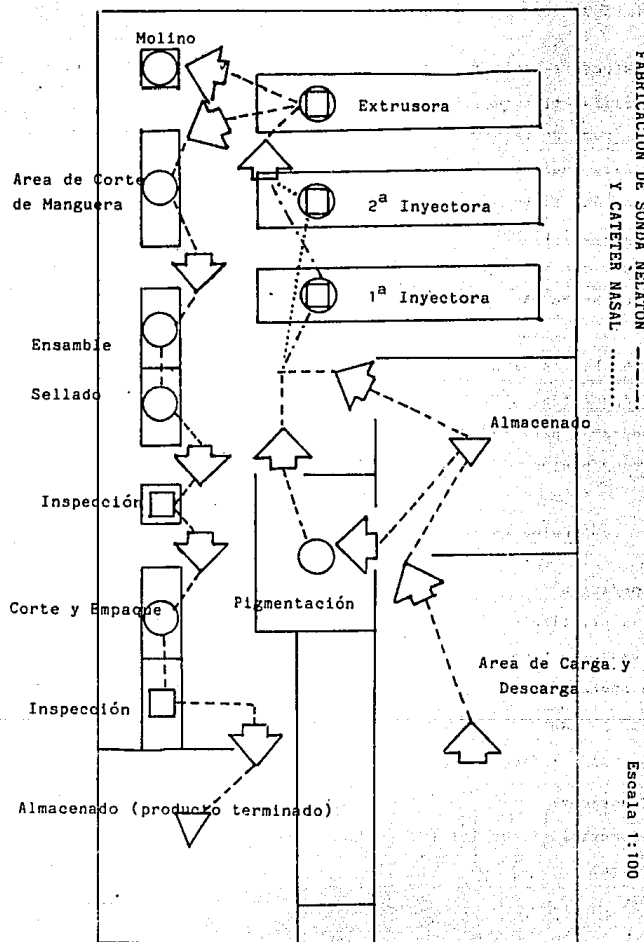 FABRICACION DE SONDA NELATON -·-·-·-
Y CATETER NASAL ..........
Molino
Extrusora
Area de Corte
de Manguera
2ª Inyectora
1ª Inyectora
Ensamble
Sellado
Almacenado
Inspección
Corte y Empaque
Pigmentación
Area de Carga y
Descarga
Inspección
Almacenado (producto terminado)
Escala 1:100